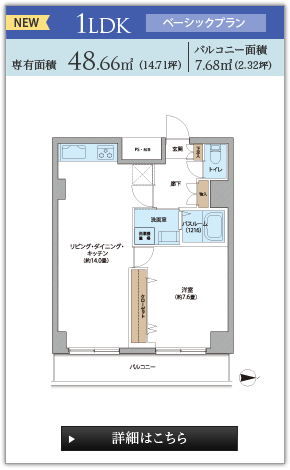 NEW
1LDK
ベーシックプラン
専有面積 48.66㎡ (14.71坪)
バルコニー面積
7.68㎡ (2.32坪)
PS・MB
玄関
トイレ
廊下
物入
洗面室
洗濯機
置場
バスルーム
(1216)
リビング・ダイニング・
キッチン
(約14.0畳)
クローゼット
洋室
(約7.6畳)
バルコニー
詳細はこちら